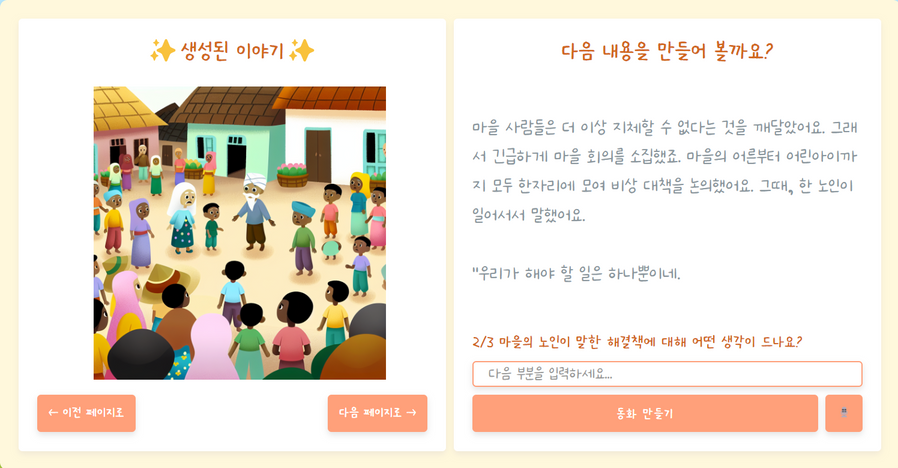 ✨ 생성된 이야기 ✨
← 이전 페이지로
다음 페이지로 →
다음 내용을 만들어 볼까요?
마을 사람들은 더 이상 지체할 수 없다는 것을 깨달았어요. 그래
서 긴급하게 마을 회의를 소집했죠. 마을의 어른부터 어린아이까
지 모두 한자리에 모여 비상 대책을 논의했어요. 그때, 한 노인이
일어서서 말했어요.
"우리가 해야 할 일은 하나뿐이네.
2/3 마을의 노인이 말한 해결책에 대해 어떤 생각이 드나요?
다음 부분을 입력하세요...
동화 만들기